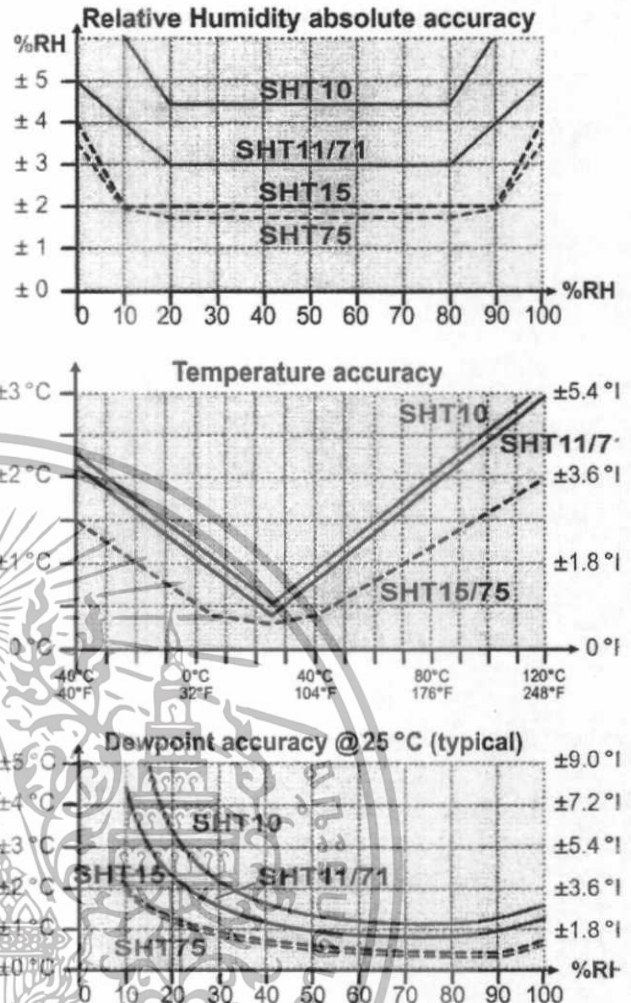 Relative Humidity absolute accuracy
%RH
± 5
± 4
± 3
± 2
± 1
± 0
SHT10
SHT11/71
SHT15
SHT75
0 10 20 30 40 50 60 70 80 90 100
%RH
Temperature accuracy
±3 °C
±2°C
±1°C
0°C
SHT10
SHT11/7
SHT15/75
±5.4 °
±3.6 °
±1.8 °
0 °
40°C 0°C 40°C 80°C 120°C
40°F 32°F 104°F 176°F 248°F
Dewpoint accuracy @25 °C (typical)
±5 °C
±4°C
±3°C
±2°C
±1°C
±0°C
SHT10
SHT15
SHT11/71
SHT75
±9.0 °
±7.2 °
±5.4 °
±3.6 °
±1.8 °
%RH
0 10 20 30 40 50 60 70 80 90 100